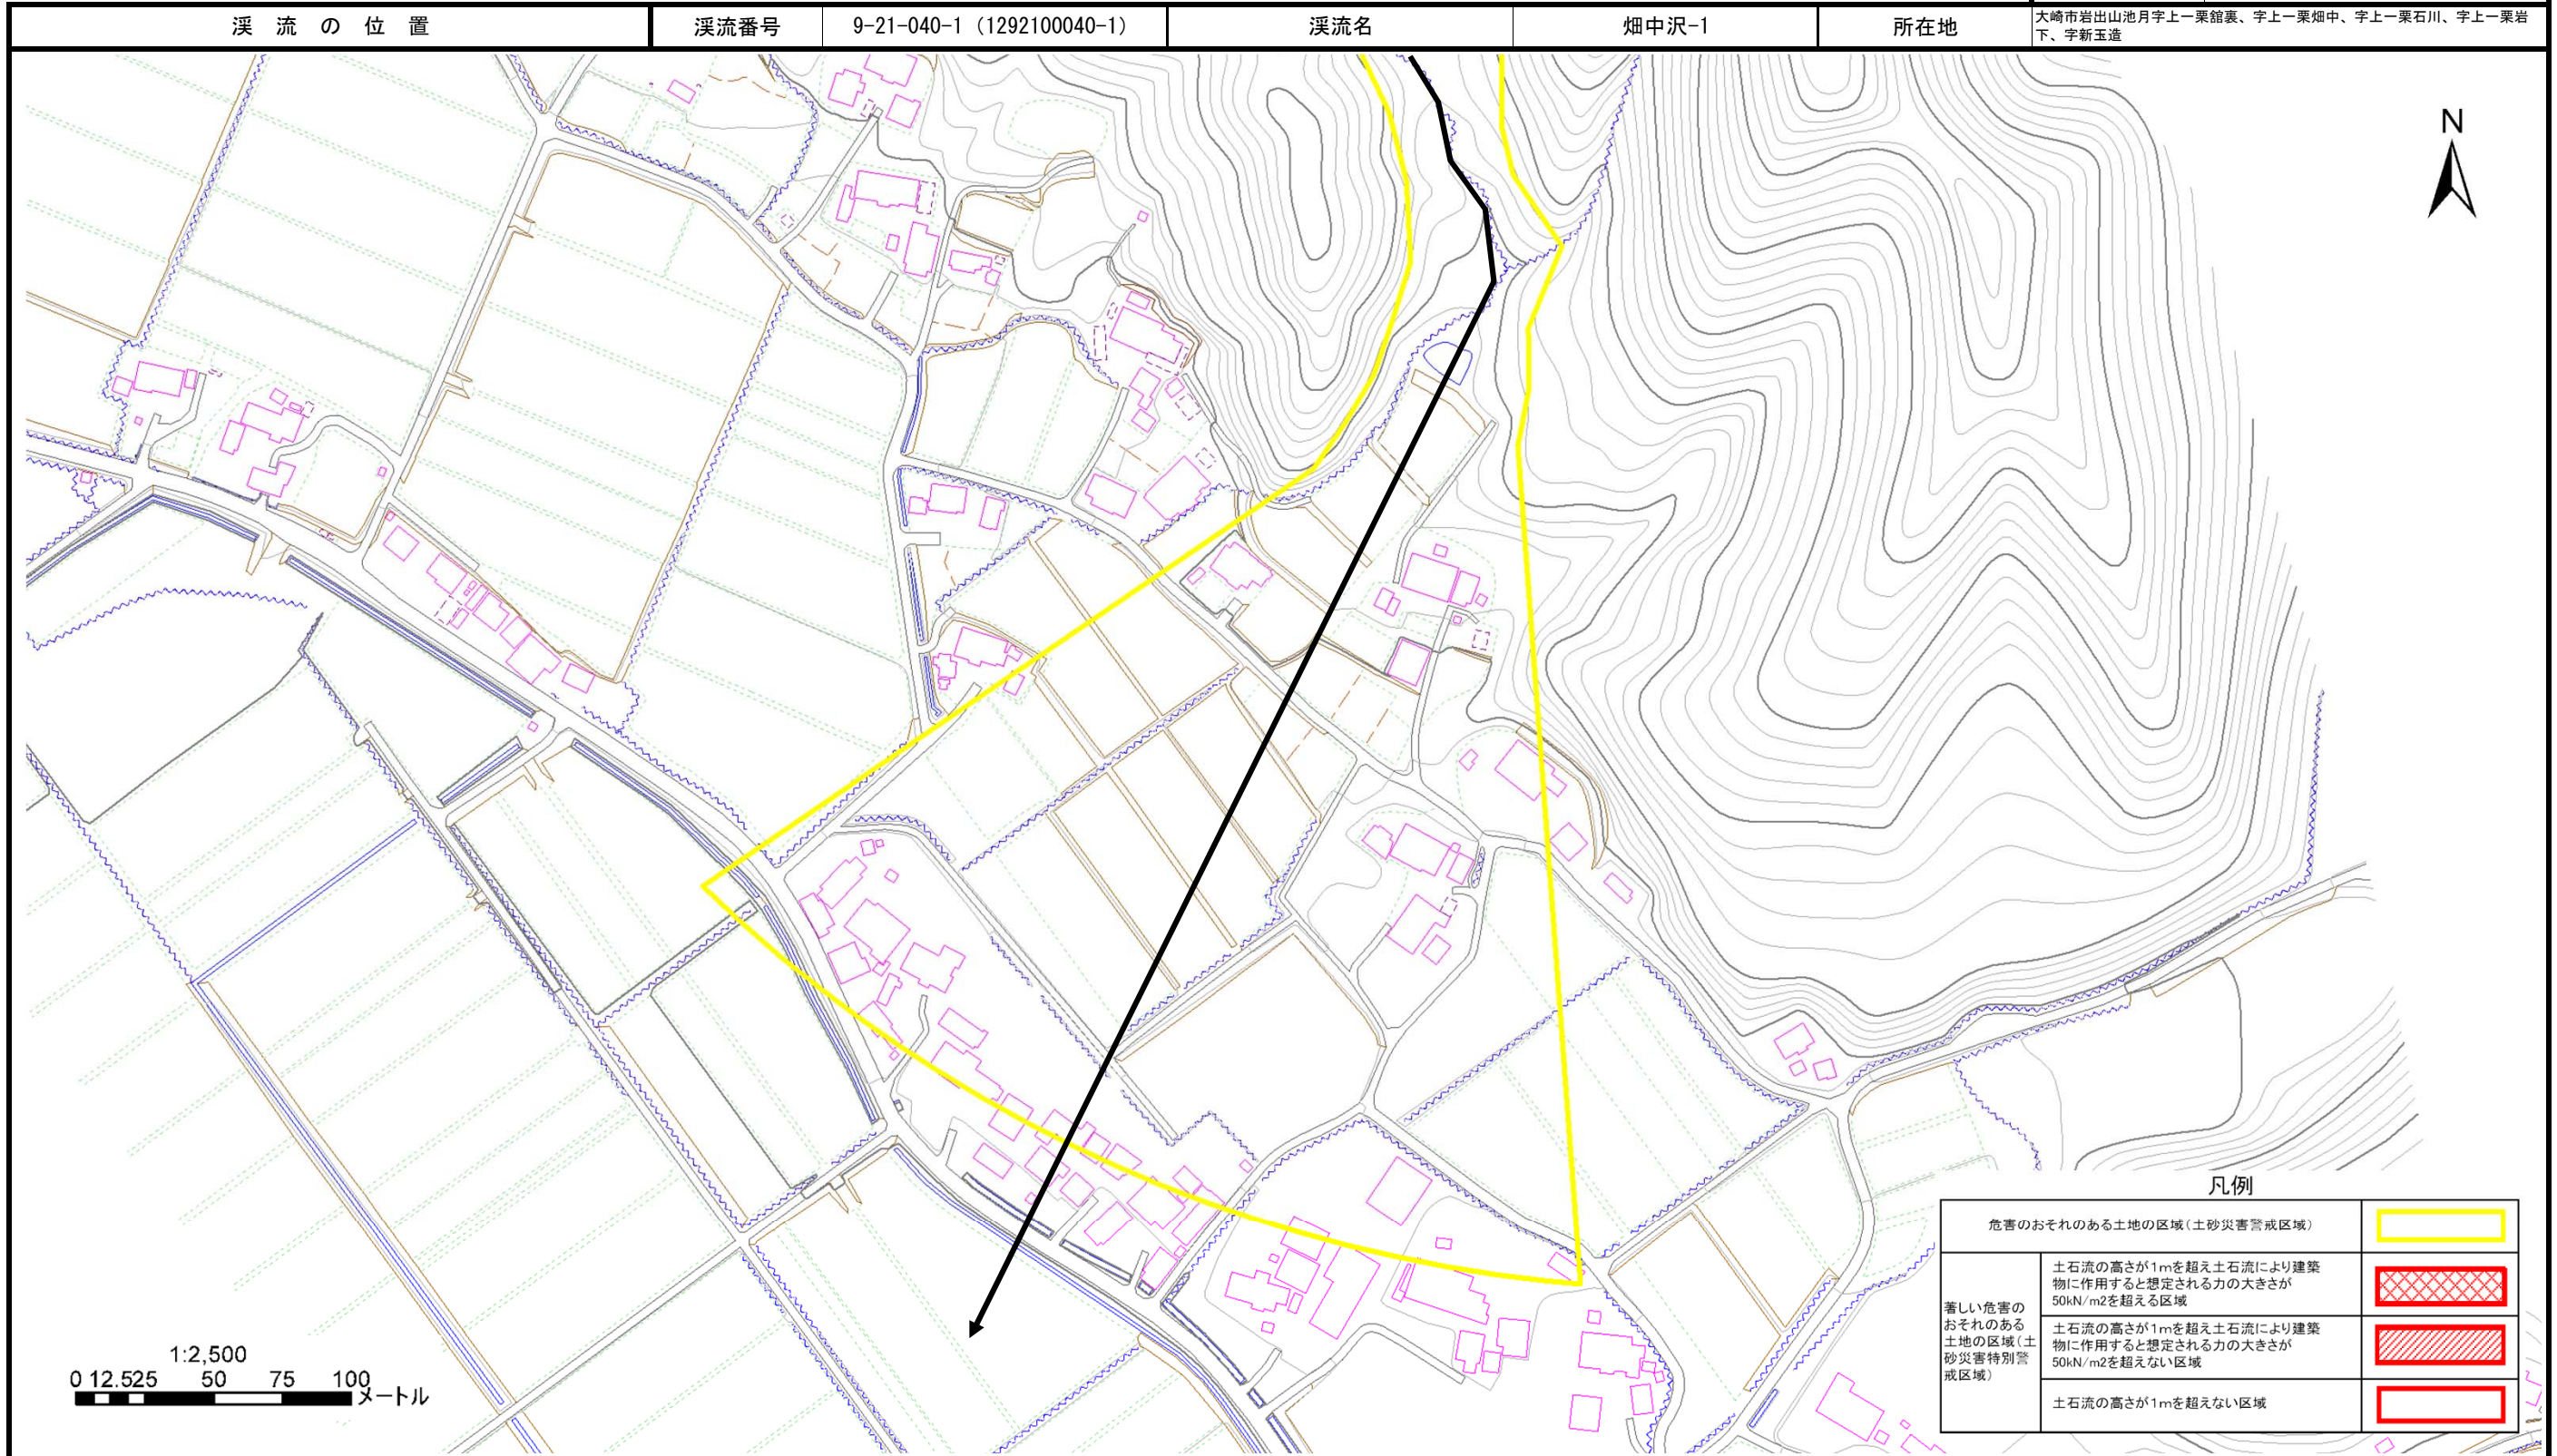 渓流の位置
渓流番号
9-21-040-1（1292100040-1）
渓流名
畑中沢-1
所在地
大崎市岩出山池月字上一栗舘裏、字上一栗畑中、字上一栗石川、字上一栗岩
下、字新玉造
N
凡例
危害のおそれのある土地の区域（土砂災害警戒区域）
著しい危害の
おそれのある
土地の区域（土
砂災害特別警
戒区域）
土石流の高さが1mを超え土石流により建築
物に作用すると想定される力の大きさが
50kN/m2を超える区域
土石流の高さが1mを超え土石流により建築
物に作用すると想定される力の大きさが
50kN/m2を超えない区域
土石流の高さが1mを超えない区域
1:2,500
0 12.525 50 75 100
メートル